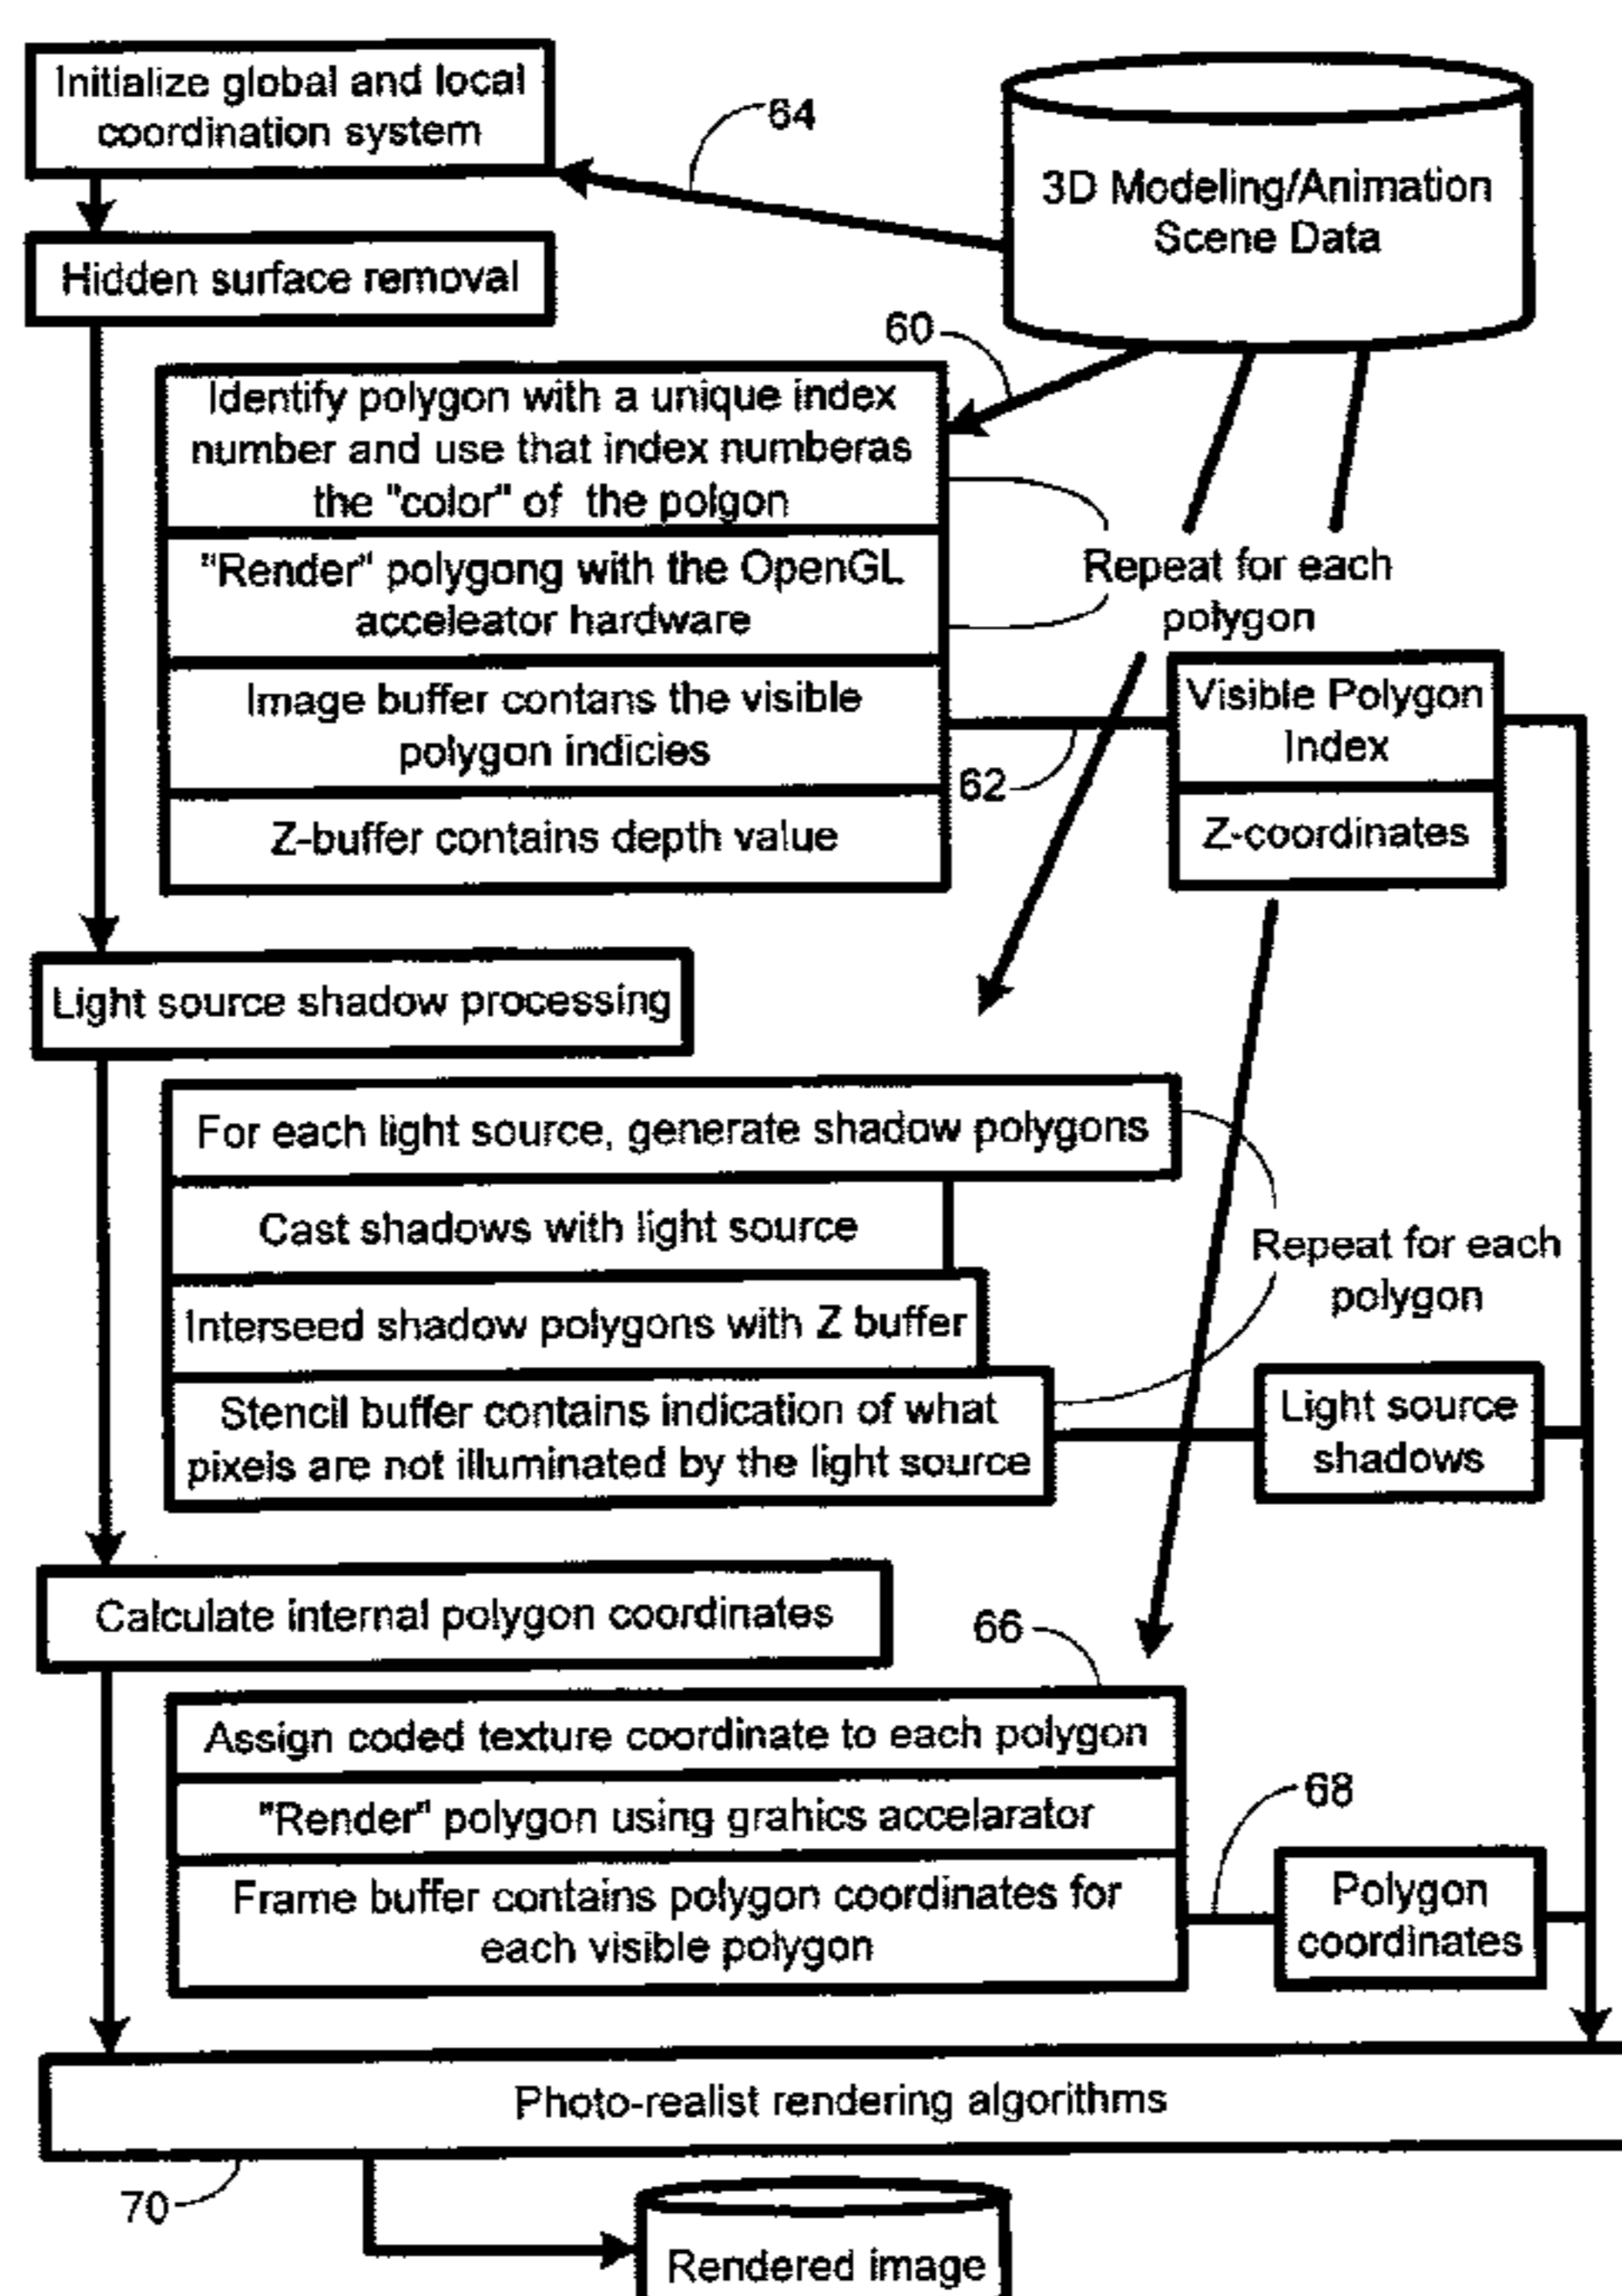 Initialize global and local
coordination system
64
3D Modeling/Animation
Scene Data
Hidden surface removal
60
Identify polygon with a unique index
number and use that index numberas
the "color" of the polgon
"Render" polygong with the OpenGL
acceleator hardware
Repeat for each
polygon
Image buffer contans the visible
polygon indicies
62
Visible Polygon
Index
Z-buffer contains depth value
Z-coordinates
Light source shadow processing
For each light source, generate shadow polygons
Cast shadows with light source
Interseed shadow polygons with Z buffer
Repeat for each
polygon
Stencil buffer contains indication of what
pixels are not illuminated by the light source
Light source
shadows
Calculate internal polygon coordinates
66
Assign coded texture coordinate to each polygon
"Render" polygon using grahics accelarator
68
Frame buffer contains polygon coordinates for
each visible polygon
Polygon
coordinates
Photo-realist rendering algorithms
70
Rendered image